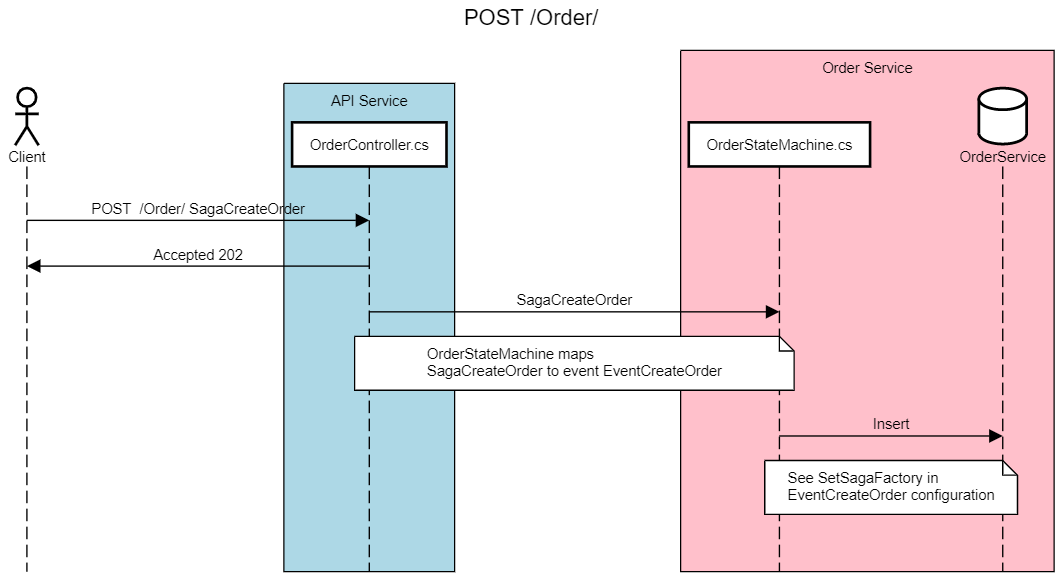 POST /Order/
Order Service
API Service
OrderController.cs
OrderStateMachine.cs
Client
OrderService
POST  /Order/ SagaCreateOrder
Accepted 202
SagaCreateOrder
OrderStateMachine maps
SagaCreateOrder to event EventCreateOrder
Insert
See SetSagaFactory in
EventCreateOrder configuration